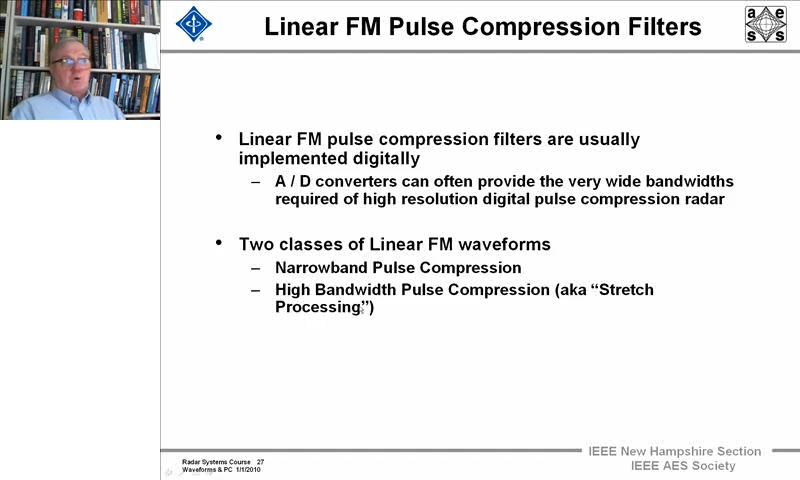 Linear FM Pulse Compression Filters
a e
s s
• Linear FM pulse compression filters are usually
implemented digitally
– A / D converters can often provide the very wide bandwidths
required of high resolution digital pulse compression radar
• Two classes of Linear FM waveforms
– Narrowband Pulse Compression
– High Bandwidth Pulse Compression (aka “Stretch
Processing”)
Radar Systems Course 27
Waveforms & PC 1/1/2010
IEEE New Hampshire Section
IEEE AES Society